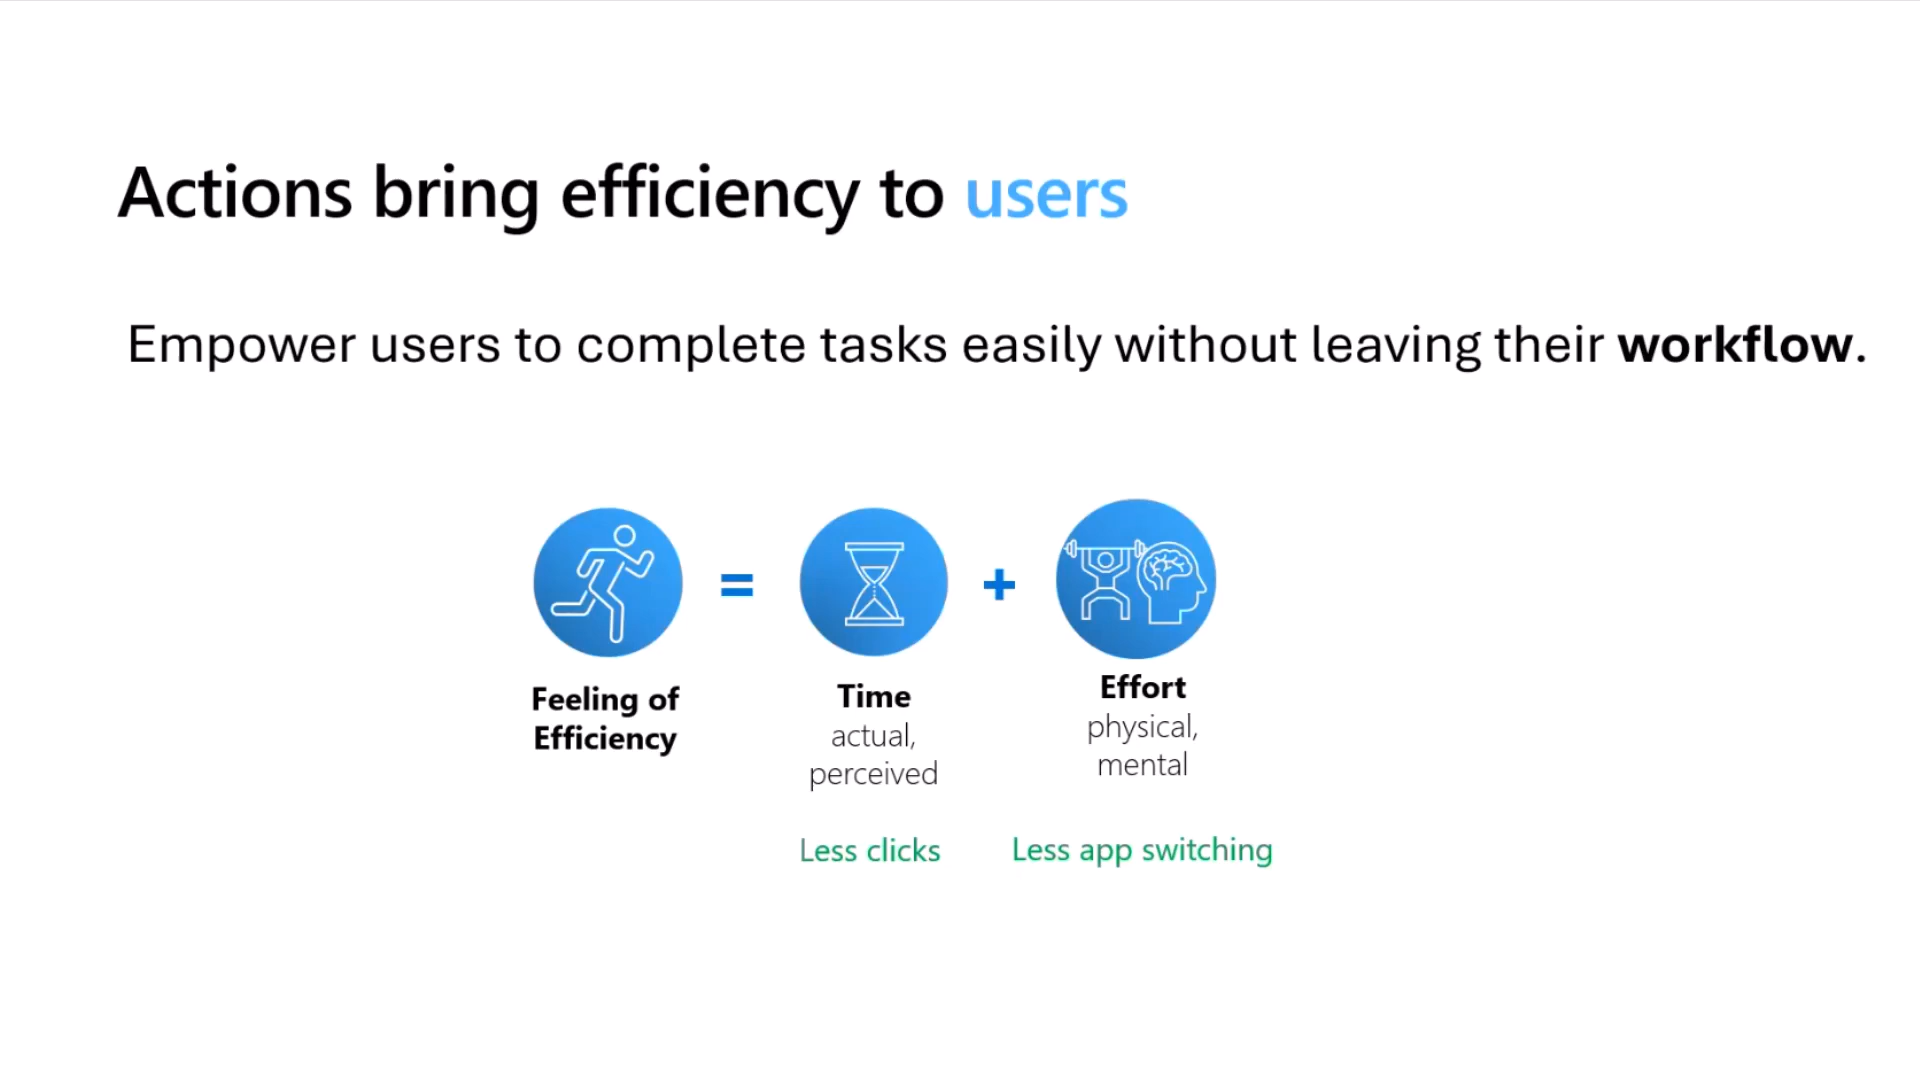 Actions bring efficiency to users
Empower users to complete tasks easily without leaving their workflow.
=
+
Feeling of
Efficiency
Time
actual,
perceived
Effort
physical,
mental
Less clicks
Less app switching